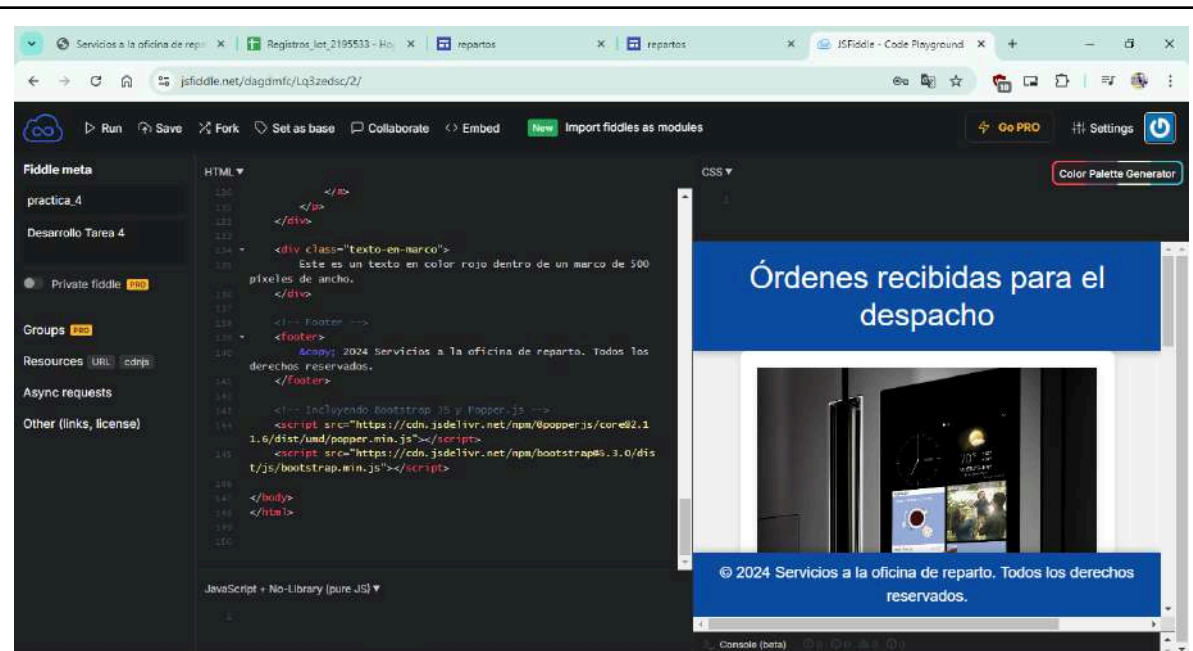 Servicios a la oficina de repa
Registros_lot_2195533 - Ho
repartos
repartos
JSFiddle - Code Playground
jsfiddle.net/dagdmfc/Lq3zedsc/2/
Run Save Fork Set as base Collaborate Embed New Import fiddles as modules Go PRO Settings
Fiddle meta
practica_4
Desarrollo Tarea 4
Private fiddle PRO
Groups PRO
Resources URL cdnjs
Async requests
Other (links, license)
HTML ▼
</p>
</div>
<div class="texto-en-marco">
Este es un texto en color rojo dentro de un marco de 500
píxeles de ancho.
</div>
<!-- Footer -->
<footer>
&copy; 2024 Servicios a la oficina de reparto. Todos los
derechos reservados.
</footer>
<!-- Incluyendo Bootstrap JS y Popper.js -->
<script src="https://cdn.jsdelivr.net/npm/@popperjs/core@2.1
1.6/dist/umd/popper.min.js"></script>
<script src="https://cdn.jsdelivr.net/npm/bootstrap@5.3.0/dis
t/js/bootstrap.min.js"></script>
</body>
</html>
JavaScript + No-Library (pure JS) ▼
CSS ▼
Color Palette Generator
Órdenes recibidas para el
despacho
© 2024 Servicios a la oficina de reparto. Todos los derechos
reservados.
Console (beta)